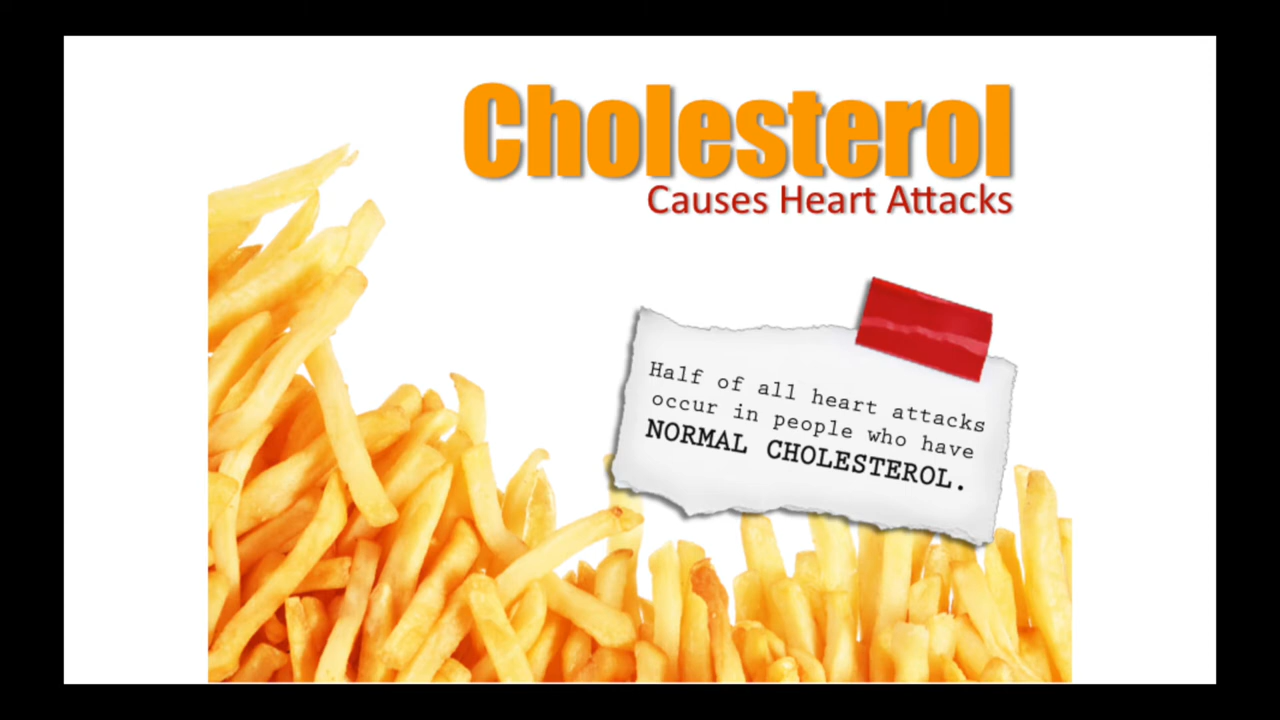 Cholesterol
Causes Heart Attacks
Half of all heart attacks
occur in people who have
NORMAL CHOLESTEROL.